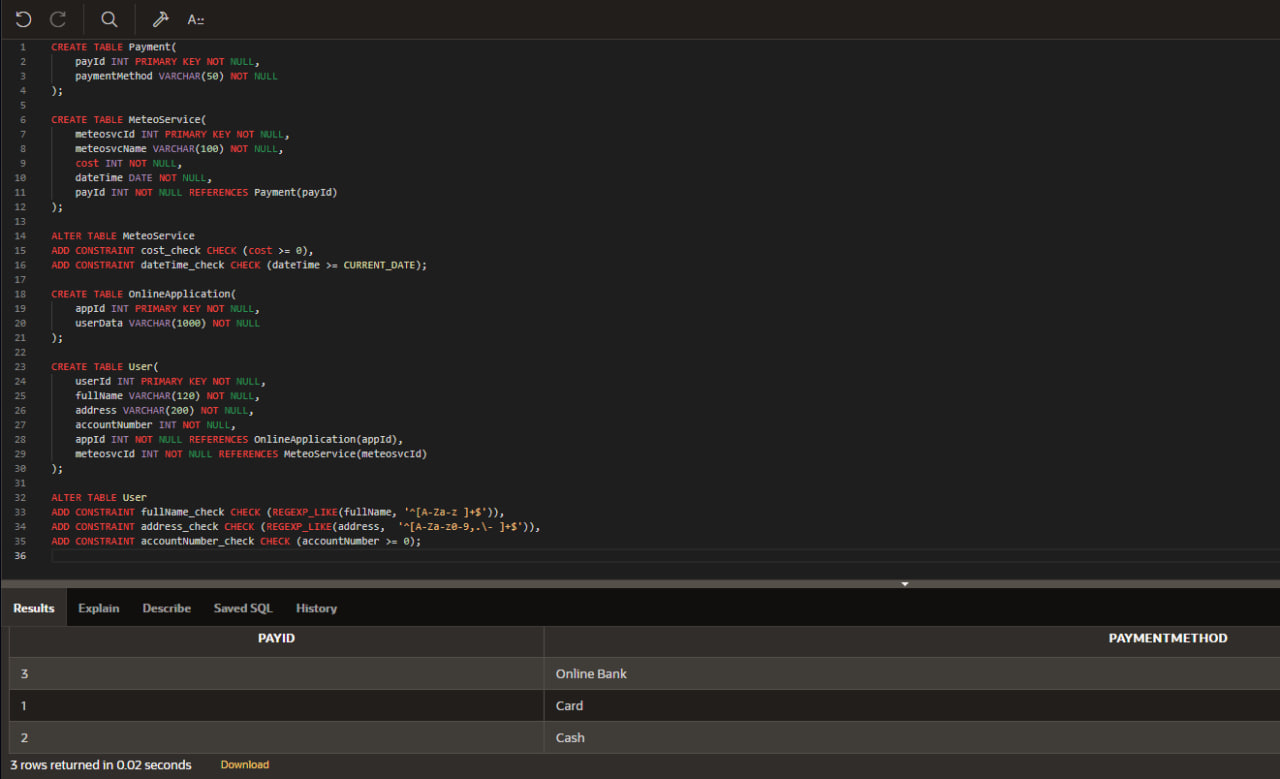 A::
1 CREATE TABLE Payment(
2 payId INT PRIMARY KEY NOT NULL,
3 paymentMethod VARCHAR(50) NOT NULL
4 );
5
6 CREATE TABLE MeteoService(
7 meteosvcId INT PRIMARY KEY NOT NULL,
8 meteosvcName VARCHAR(100) NOT NULL,
9 cost INT NOT NULL,
10 dateTime DATE NOT NULL,
11 payId INT NOT NULL REFERENCES Payment(payId)
12 );
13
14 ALTER TABLE MeteoService
15 ADD CONSTRAINT cost_check CHECK (cost >= 0),
16 ADD CONSTRAINT dateTime_check CHECK (dateTime >= CURRENT_DATE);
17
18 CREATE TABLE OnlineApplication(
19 appId INT PRIMARY KEY NOT NULL,
20 userData VARCHAR(1000) NOT NULL
21 );
22
23 CREATE TABLE User(
24 userId INT PRIMARY KEY NOT NULL,
25 fullName VARCHAR(120) NOT NULL,
26 address VARCHAR(200) NOT NULL,
27 accountNumber INT NOT NULL,
28 appId INT NOT NULL REFERENCES OnlineApplication(appId),
29 meteosvcId INT NOT NULL REFERENCES MeteoService(meteosvcId)
30 );
31
32 ALTER TABLE User
33 ADD CONSTRAINT fullName_check CHECK (REGEXP_LIKE(fullName, '^[A-Za-z ]+$')),
34 ADD CONSTRAINT address_check CHECK (REGEXP_LIKE(address,  '^[A-Za-z0-9,.\- ]+$')),
35 ADD CONSTRAINT accountNumber_check CHECK (accountNumber >= 0);
36
Results Explain Describe Saved SQL History
PAYID PAYMENTMETHOD
3 Online Bank
1 Card
2 Cash
3 rows returned in 0.02 seconds Download